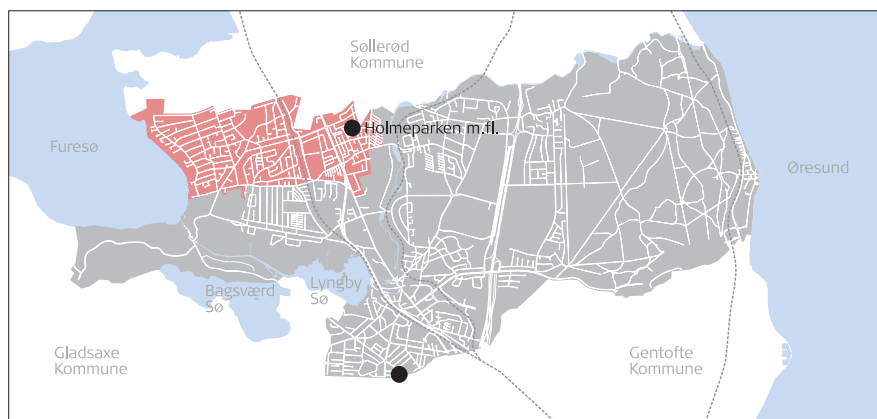 Søllerød
Kommune
Holmeparken m.fl.
Furesø
Øresund
Bagsværd
Sø
Lyngby
Sø
Gladsaxe
Kommune
Gentofte
Kommune